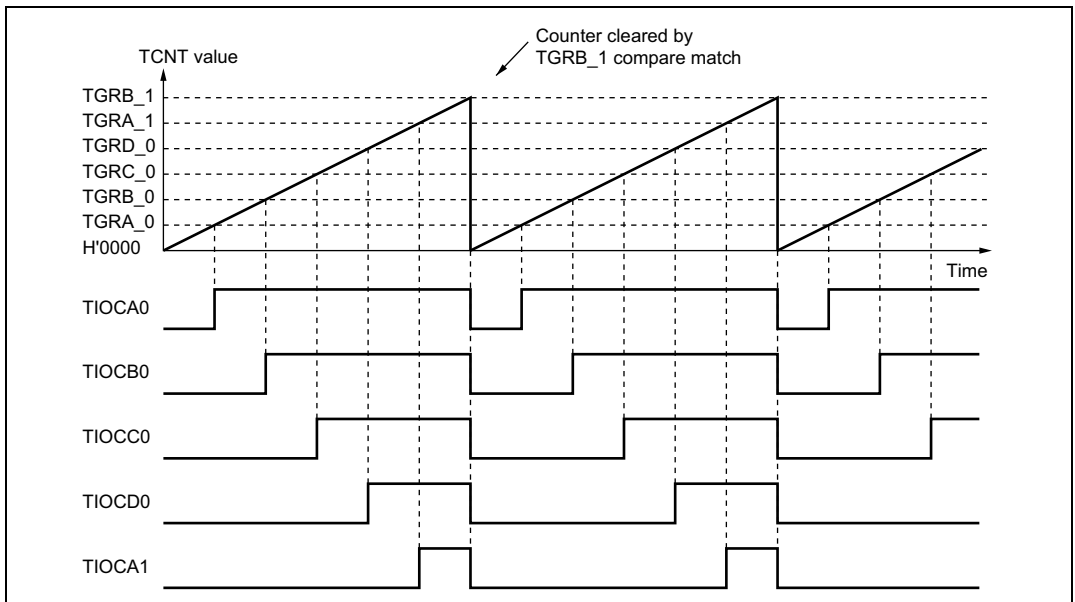 Counter cleared by
TGRB_1 compare match
TCNT value
TGRB_1
TGRA_1
TGRD_0
TGRC_0
TGRB_0
TGRA_0
H'0000
Time
TIOCA0
TIOCB0
TIOCC0
TIOCD0
TIOCA1